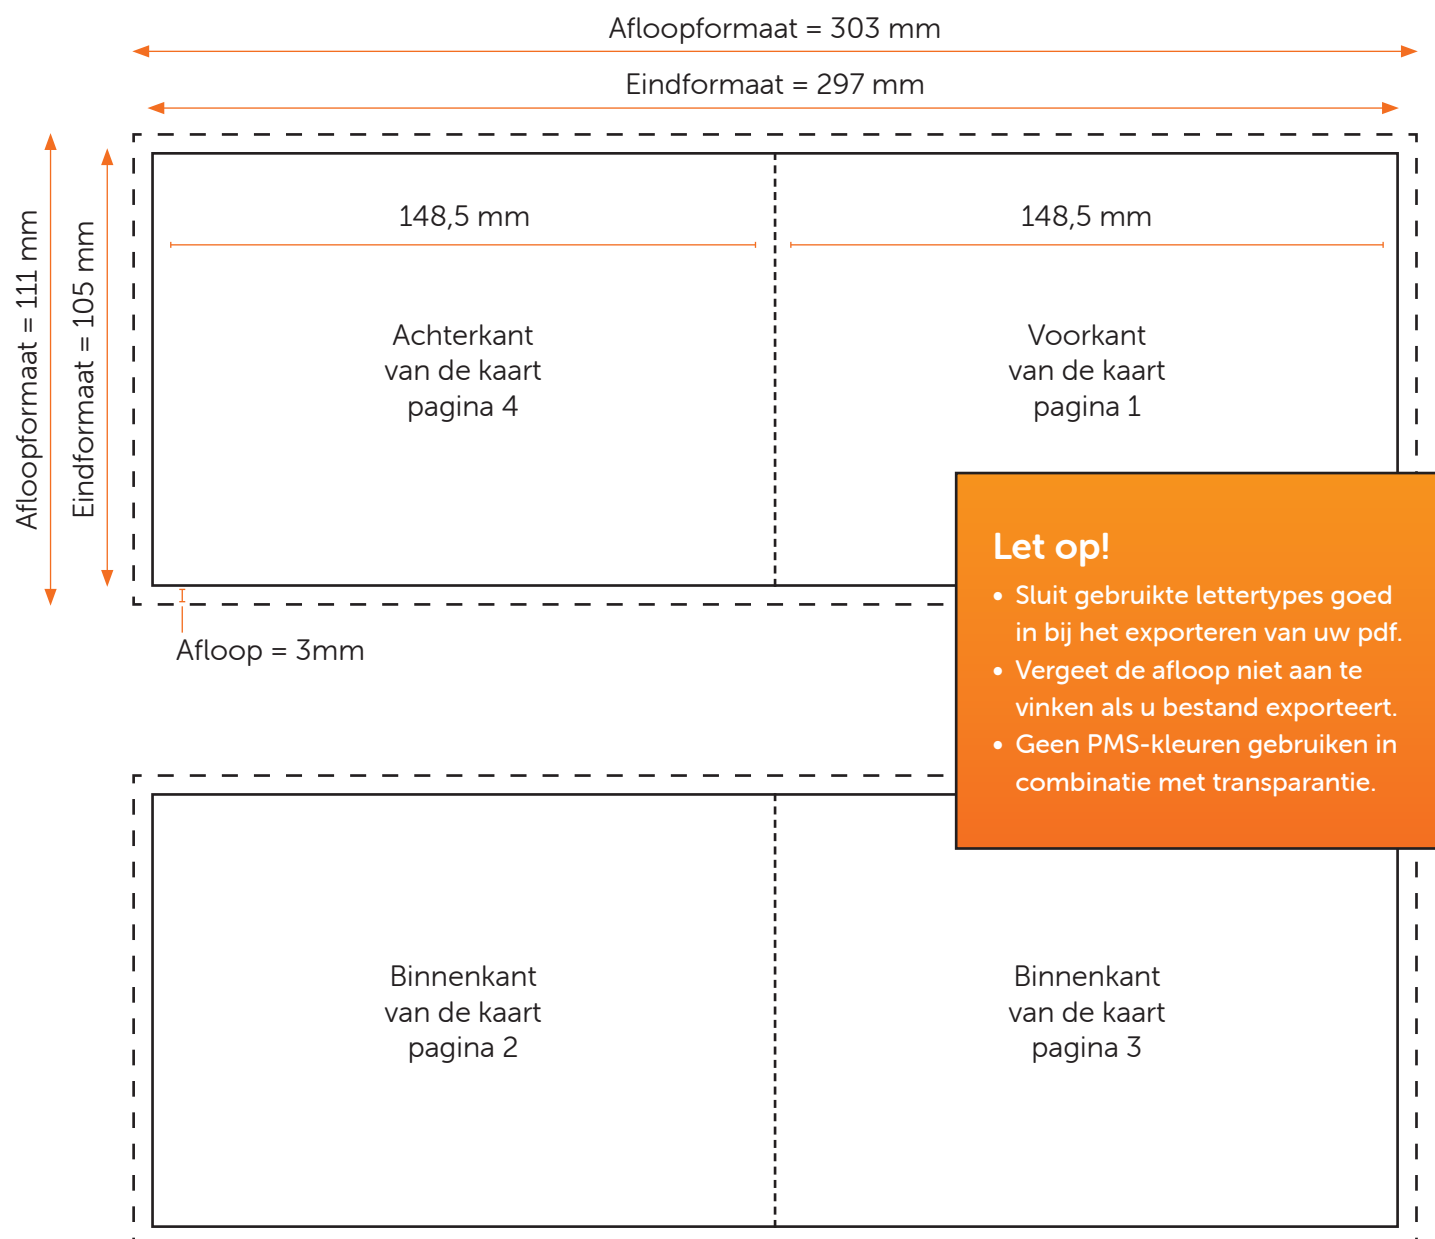 Afloopformaat = 303 mm
Eindformaat = 297 mm
Afloopformaat = 111 mm
Eindformaat = 105 mm
148,5 mm
148,5 mm
Achterkant
van de kaart
pagina 4
Voorkant
van de kaart
pagina 1
Afloop = 3mm
Let op!
• Sluit gebruikte lettertypes goed
in bij het exporteren van uw pdf.
• Vergeet de afloop niet aan te
vinken als u bestand exporteert.
• Geen PMS-kleuren gebruiken in
combinatie met transparantie.
Binnenkant
van de kaart
pagina 2
Binnenkant
van de kaart
pagina 3